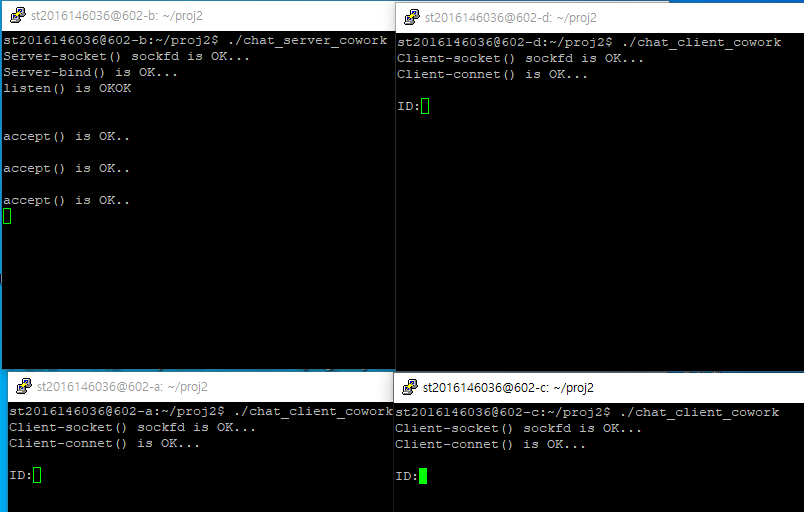 st2016146036@602-b: ~/proj2
st2016146036@602-b:~/proj2$ ./chat_server_cowork
Server-socket() sockfd is OK...
Server-bind() is OK...
listen() is OKOK
accept() is OK..
accept() is OK..
accept() is OK..
st2016146036@602-d: ~/proj2
st2016146036@602-d:~/proj2$ ./chat_client_cowork
Client-socket() sockfd is OK...
Client-connet() is OK...
ID:
st2016146036@602-a: ~/proj2
st2016146036@602-a:~/proj2$ ./chat_client_cowork
Client-socket() sockfd is OK...
Client-connet() is OK...
ID:
st2016146036@602-c: ~/proj2
st2016146036@602-c:~/proj2$ ./chat_client_cowork
Client-socket() sockfd is OK...
Client-connet() is OK...
ID: